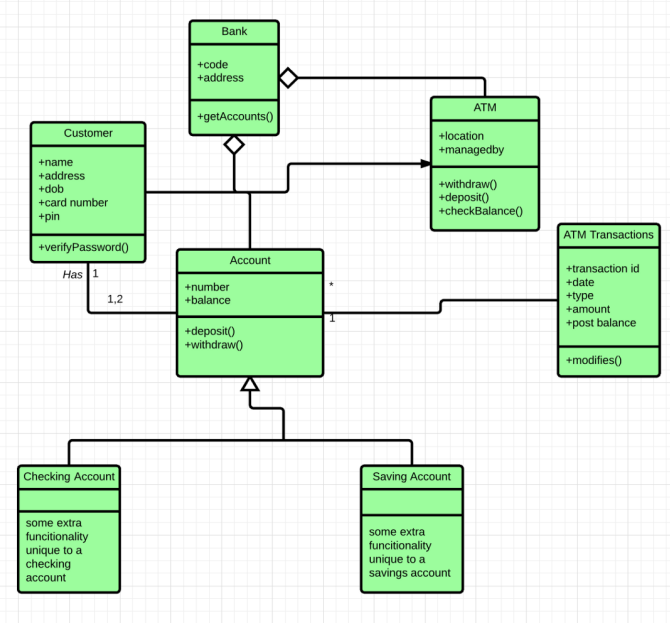 Bank
+code
+address
+getAccounts()
ATM
+location
+managedby
+withdraw()
+deposit()
+checkBalance()
Customer
+name
+address
+dob
+card number
+pin
+verifyPassword()
Has
1
1,2
Account
+number
+balance
+deposit()
+withdraw()
*
1
ATM Transactions
+transaction id
+date
+type
+amount
+post balance
+modifies()
Checking Account
some extra
funcitionality
unique to a
checking
account
Saving Account
some extra
funcitionality
unique to a
savings account